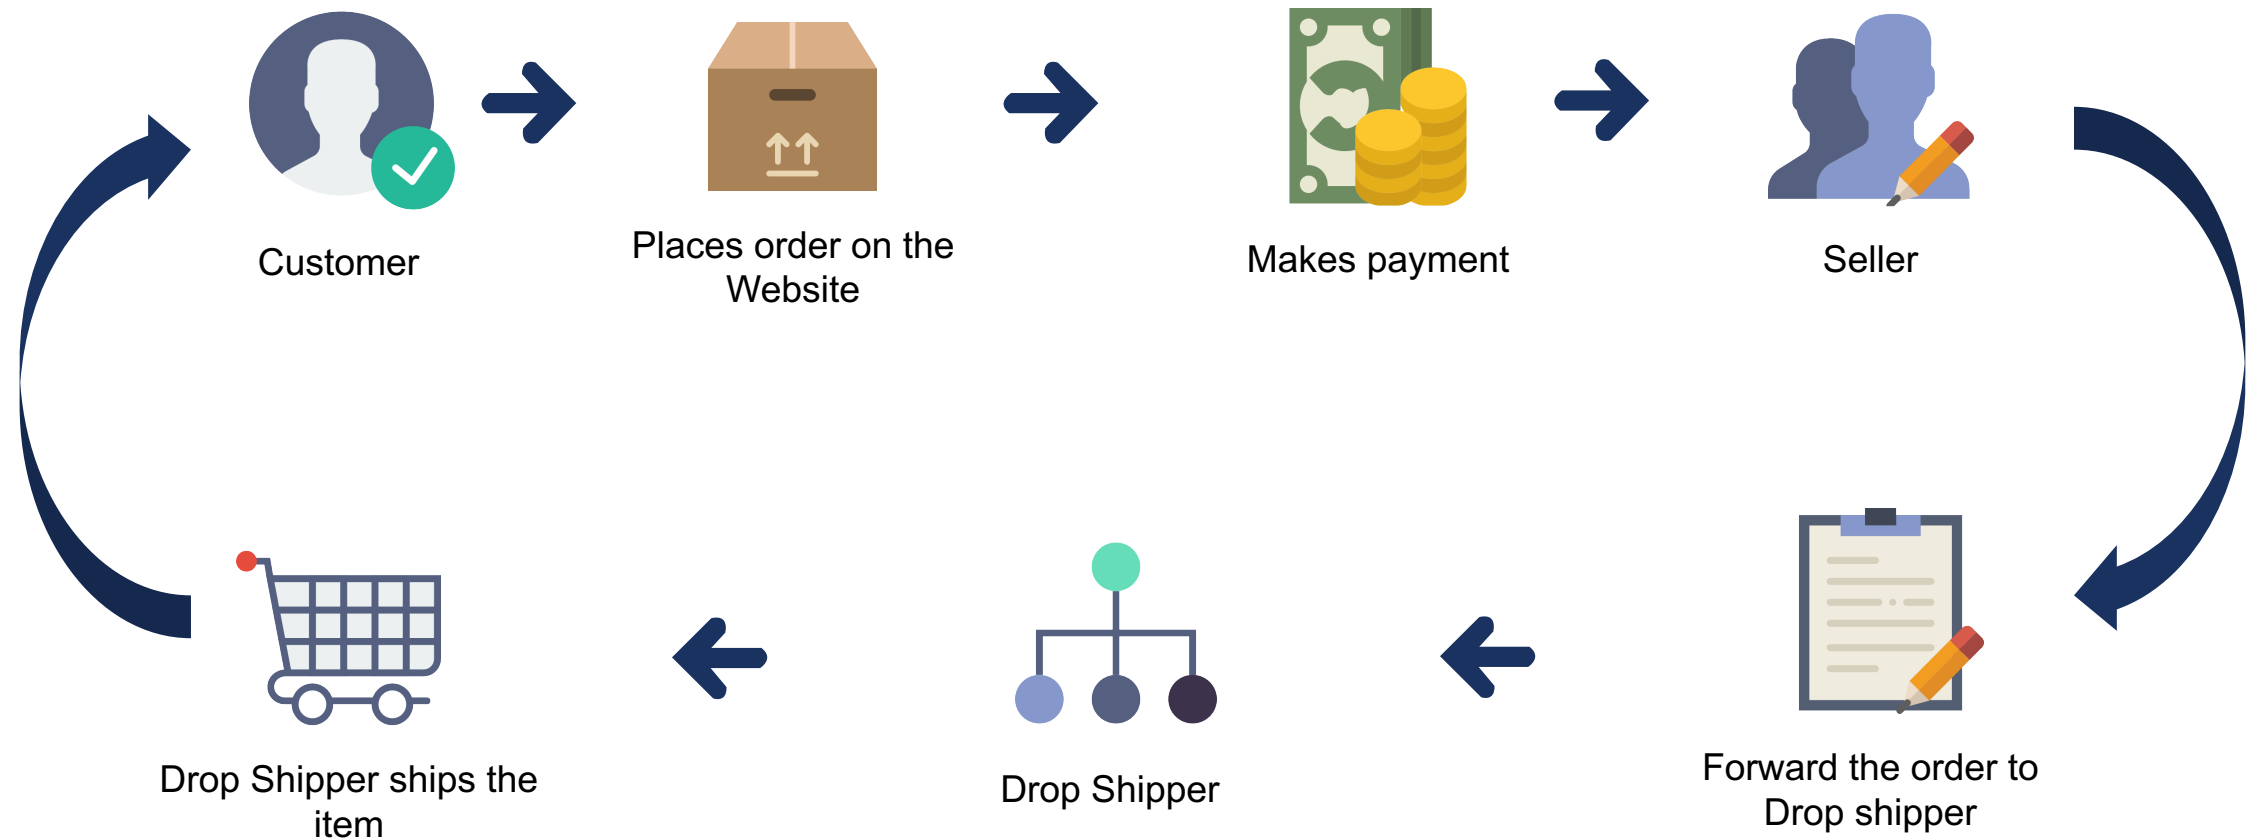 Customer
Places order on the
Website
Makes payment
Seller
Forward the order to
Drop shipper
Drop Shipper
Drop Shipper ships the
item